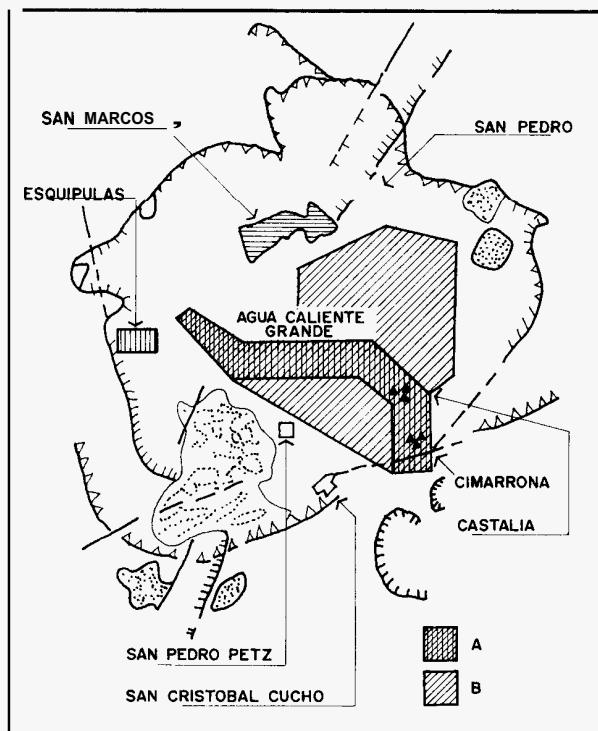 SAN MARCOS
SAN PEDRO
ESQUIPULAS
AGUA CALIENTE
GRANDE
CIMARRONA
CASTALIA
A
SAN PEDRO PETZ
B
SAN CRISTOBAL CUCHO